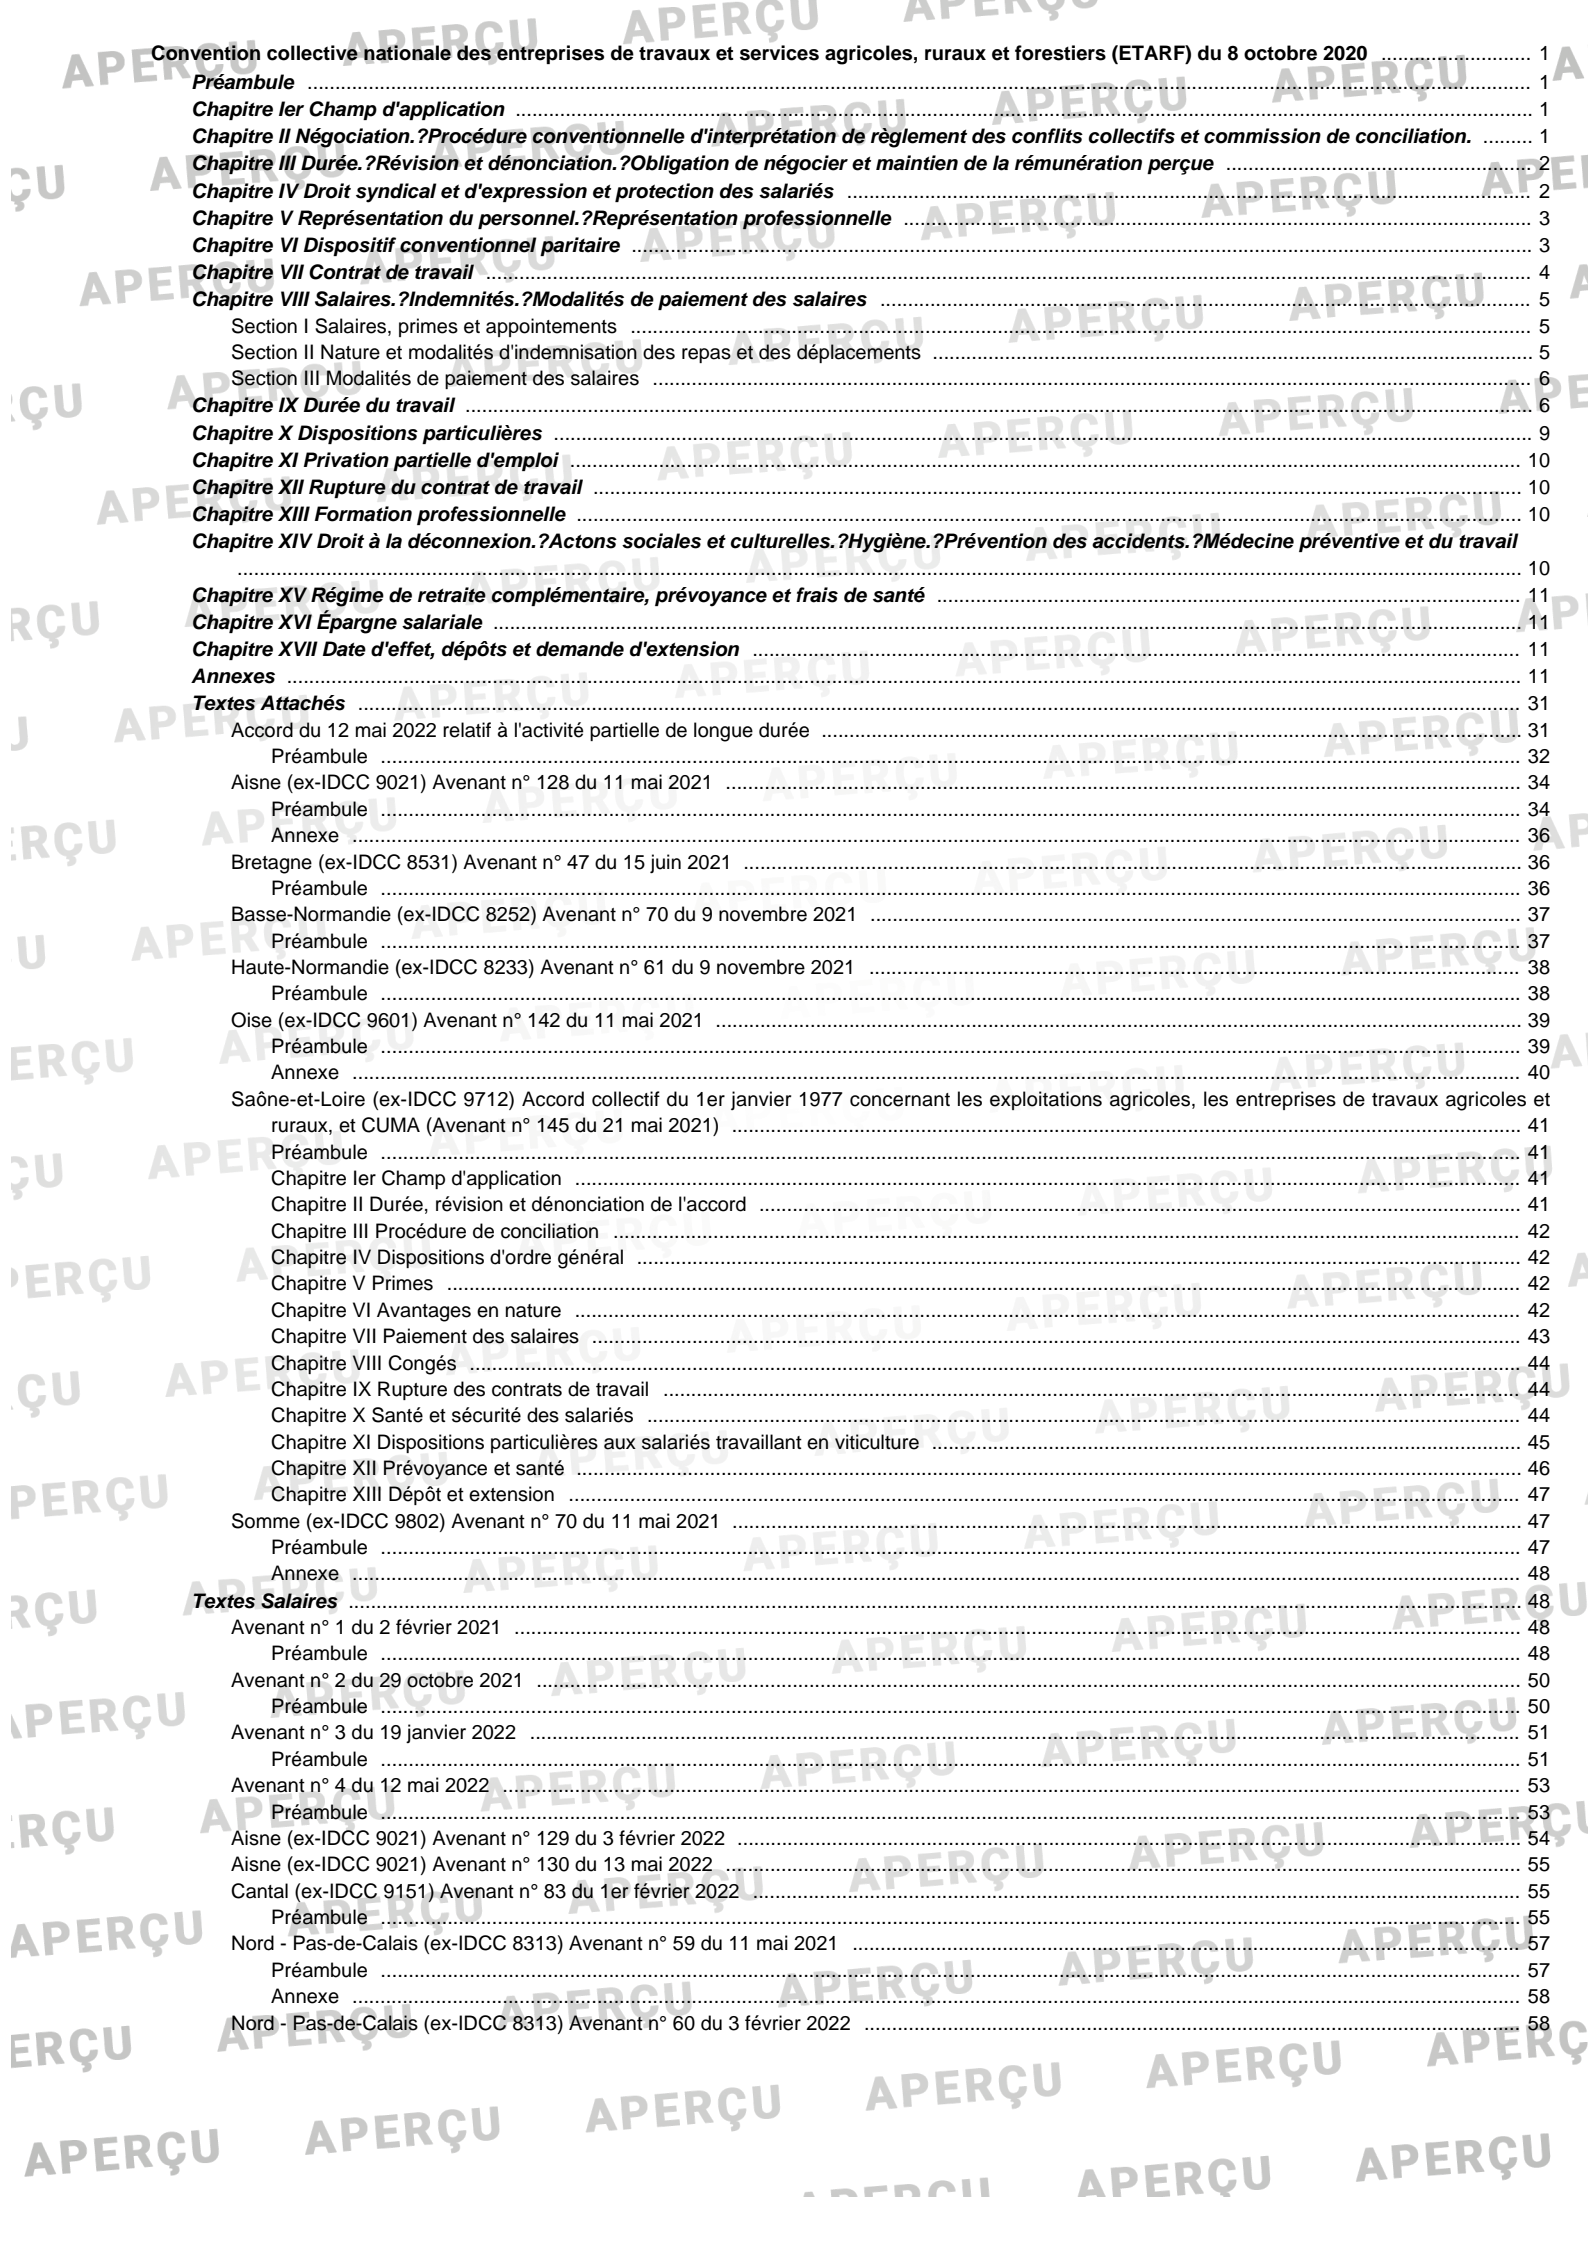 Convention collective nationale des entreprises de travaux et services agricoles, ruraux et forestiers (ETARF) du 8 octobre 2020 ........ 1
Préambule ........ 1
Chapitre Ier Champ d'application ........ 1
Chapitre II Négociation.?Procédure conventionnelle d'interprétation de règlement des conflits collectifs et commission de conciliation. ........ 1
Chapitre III Durée.?Révision et dénonciation.?Obligation de négocier et maintien de la rémunération perçue ........ 2
Chapitre IV Droit syndical et d'expression et protection des salariés ........ 2
Chapitre V Représentation du personnel.?Représentation professionnelle ........ 3
Chapitre VI Dispositif conventionnel paritaire ........ 3
Chapitre VII Contrat de travail ........ 4
Chapitre VIII Salaires.?Indemnités.?Modalités de paiement des salaires ........ 5
Section I Salaires, primes et appointements ........ 5
Section II Nature et modalités d'indemnisation des repas et des déplacements ........ 5
Section III Modalités de paiement des salaires ........ 6
Chapitre IX Durée du travail ........ 6
Chapitre X Dispositions particulières ........ 9
Chapitre XI Privation partielle d'emploi ........ 10
Chapitre XII Rupture du contrat de travail ........ 10
Chapitre XIII Formation professionnelle ........ 10
Chapitre XIV Droit à la déconnexion.?Actons sociales et culturelles.?Hygiène.?Prévention des accidents.?Médecine préventive et du travail
........ 10
Chapitre XV Régime de retraite complémentaire, prévoyance et frais de santé ........ 11
Chapitre XVI Épargne salariale ........ 11
Chapitre XVII Date d'effet, dépôts et demande d'extension ........ 11
Annexes ........ 11
Textes Attachés ........ 31
Accord du 12 mai 2022 relatif à l'activité partielle de longue durée ........ 31
Préambule ........ 32
Aisne (ex-IDCC 9021) Avenant n° 128 du 11 mai 2021 ........ 34
Préambule ........ 34
Annexe ........ 36
Bretagne (ex-IDCC 8531) Avenant n° 47 du 15 juin 2021 ........ 36
Préambule ........ 36
Basse-Normandie (ex-IDCC 8252) Avenant n° 70 du 9 novembre 2021 ........ 37
Préambule ........ 37
Haute-Normandie (ex-IDCC 8233) Avenant n° 61 du 9 novembre 2021 ........ 38
Préambule ........ 38
Oise (ex-IDCC 9601) Avenant n° 142 du 11 mai 2021 ........ 39
Préambule ........ 39
Annexe ........ 40
Saône-et-Loire (ex-IDCC 9712) Accord collectif du 1er janvier 1977 concernant les exploitations agricoles, les entreprises de travaux agricoles et
ruraux, et CUMA (Avenant n° 145 du 21 mai 2021) ........ 41
Préambule ........ 41
Chapitre Ier Champ d'application ........ 41
Chapitre II Durée, révision et dénonciation de l'accord ........ 41
Chapitre III Procédure de conciliation ........ 42
Chapitre IV Dispositions d'ordre général ........ 42
Chapitre V Primes ........ 42
Chapitre VI Avantages en nature ........ 42
Chapitre VII Paiement des salaires ........ 43
Chapitre VIII Congés ........ 44
Chapitre IX Rupture des contrats de travail ........ 44
Chapitre X Santé et sécurité des salariés ........ 44
Chapitre XI Dispositions particulières aux salariés travaillant en viticulture ........ 45
Chapitre XII Prévoyance et santé ........ 46
Chapitre XIII Dépôt et extension ........ 47
Somme (ex-IDCC 9802) Avenant n° 70 du 11 mai 2021 ........ 47
Préambule ........ 47
Annexe ........ 48
Textes Salaires ........ 48
Avenant n° 1 du 2 février 2021 ........ 48
Préambule ........ 48
Avenant n° 2 du 29 octobre 2021 ........ 50
Préambule ........ 50
Avenant n° 3 du 19 janvier 2022 ........ 51
Préambule ........ 51
Avenant n° 4 du 12 mai 2022 ........ 53
Préambule ........ 53
Aisne (ex-IDCC 9021) Avenant n° 129 du 3 février 2022 ........ 54
Aisne (ex-IDCC 9021) Avenant n° 130 du 13 mai 2022 ........ 55
Cantal (ex-IDCC 9151) Avenant n° 83 du 1er février 2022 ........ 55
Préambule ........ 55
Nord - Pas-de-Calais (ex-IDCC 8313) Avenant n° 59 du 11 mai 2021 ........ 57
Préambule ........ 57
Annexe ........ 58
Nord - Pas-de-Calais (ex-IDCC 8313) Avenant n° 60 du 3 février 2022 ........ 58
APERÇU